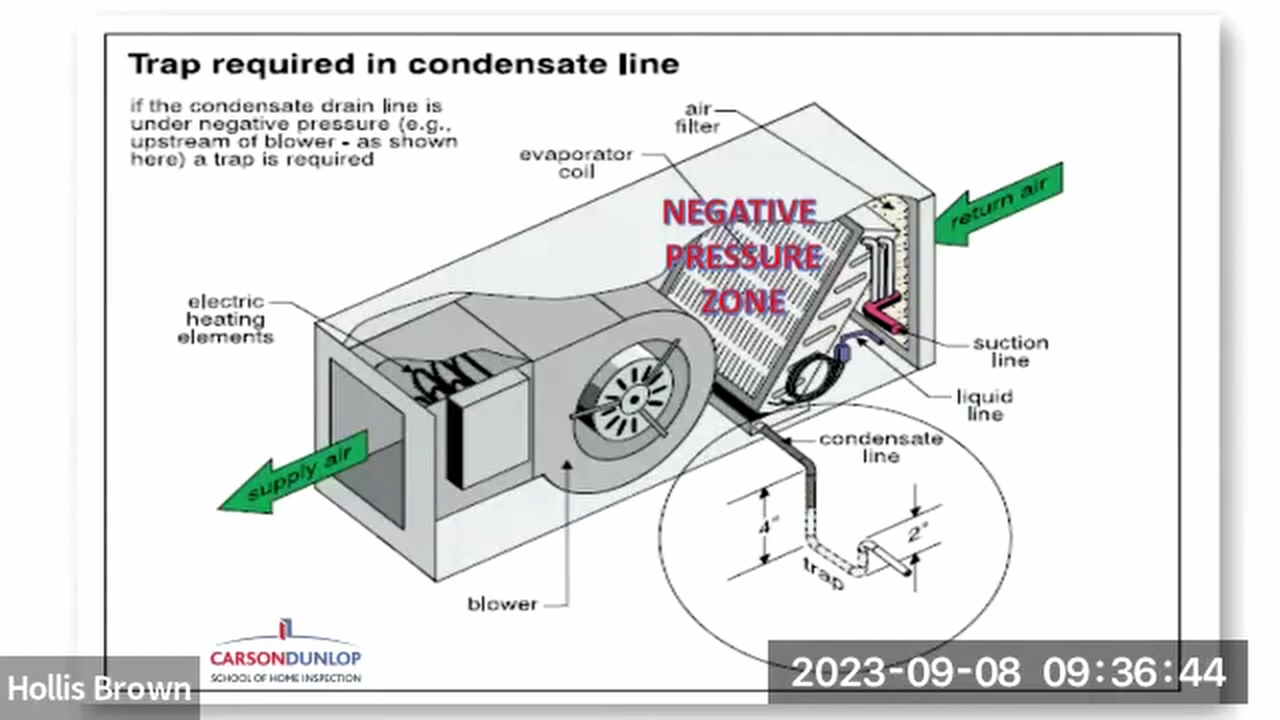 Trap required in condensate line
if the condensate drain line is
under negative pressure (e.g.,
upstream of blower - as shown
here) a trap is required
air
filter
evaporator
coil
return air
NEGATIVE
PRESSURE
ZONE
electric
heating
elements
suction
line
liquid
line
condensate
line
supply air
4"
2"
trap
blower
CARSONDUNLOP
SCHOOL OF HOME INSPECTION
Hollis Brown
2023-09-08 09:36:44